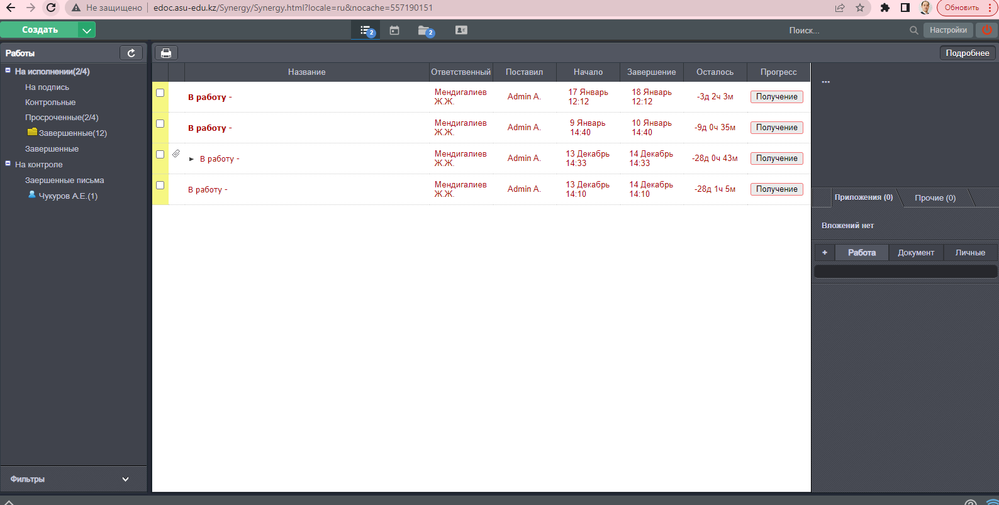 Не защищено
edoc.asu-edu.kz/Synergy/Synergy.html?locale=ru&nocache=557190151
Обновить
Создать
2
2
Поиск...
Настройки
Работы
Подробнее
На исполнении(2/4)
На подпись
Контрольные
Просроченные(2/4)
Завершенные(12)
Завершенные
На контроле
Заершенные письма
Чукуров А.Е.(1)
Фильтры
Название Ответственный Поставил Начало Завершение Осталось Прогресс
В работу - Мендигалиев Ж.Ж. Admin A. 17 Январь 12:12 18 Январь 12:12 -3д 2ч 3м Получение
В работу - Мендигалиев Ж.Ж. Admin A. 9 Январь 14:40 10 Январь 14:40 -9д 0ч 35м Получение
В работу - Мендигалиев Ж.Ж. Admin A. 13 Декабрь 14:33 14 Декабрь 14:33 -28д 0ч 43м Получение
В работу - Мендигалиев Ж.Ж. Admin A. 13 Декабрь 14:10 14 Декабрь 14:10 -28д 1ч 5м Получение
...
Приложения (0) Прочие (0)
Вложений нет
+ Работа Документ Личные